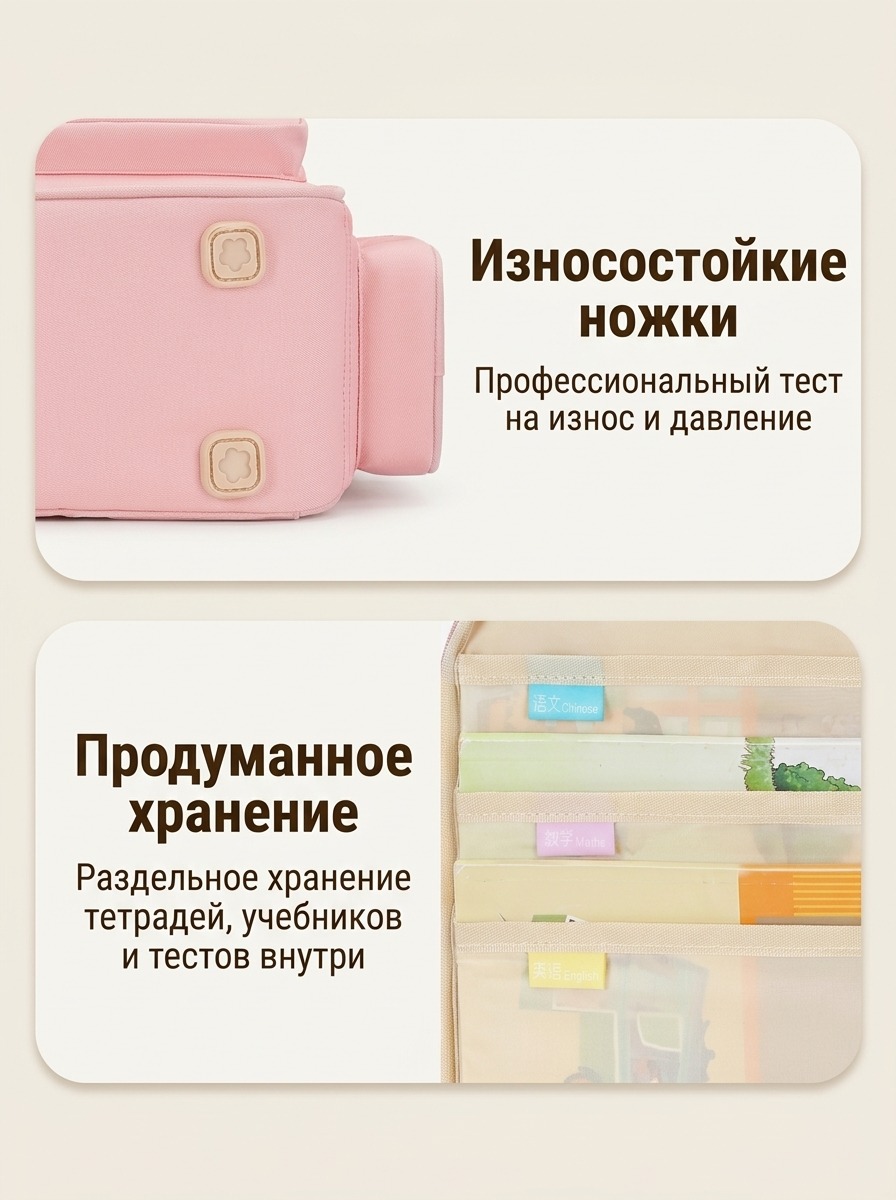 Износостойкие
ножки
Профессиональный тест
на износ и давление
Продуманное
хранение
Раздельное хранение
тетрадей, учебников
и тестов внутри
语文 Chinese
数学 Maths
英语 English